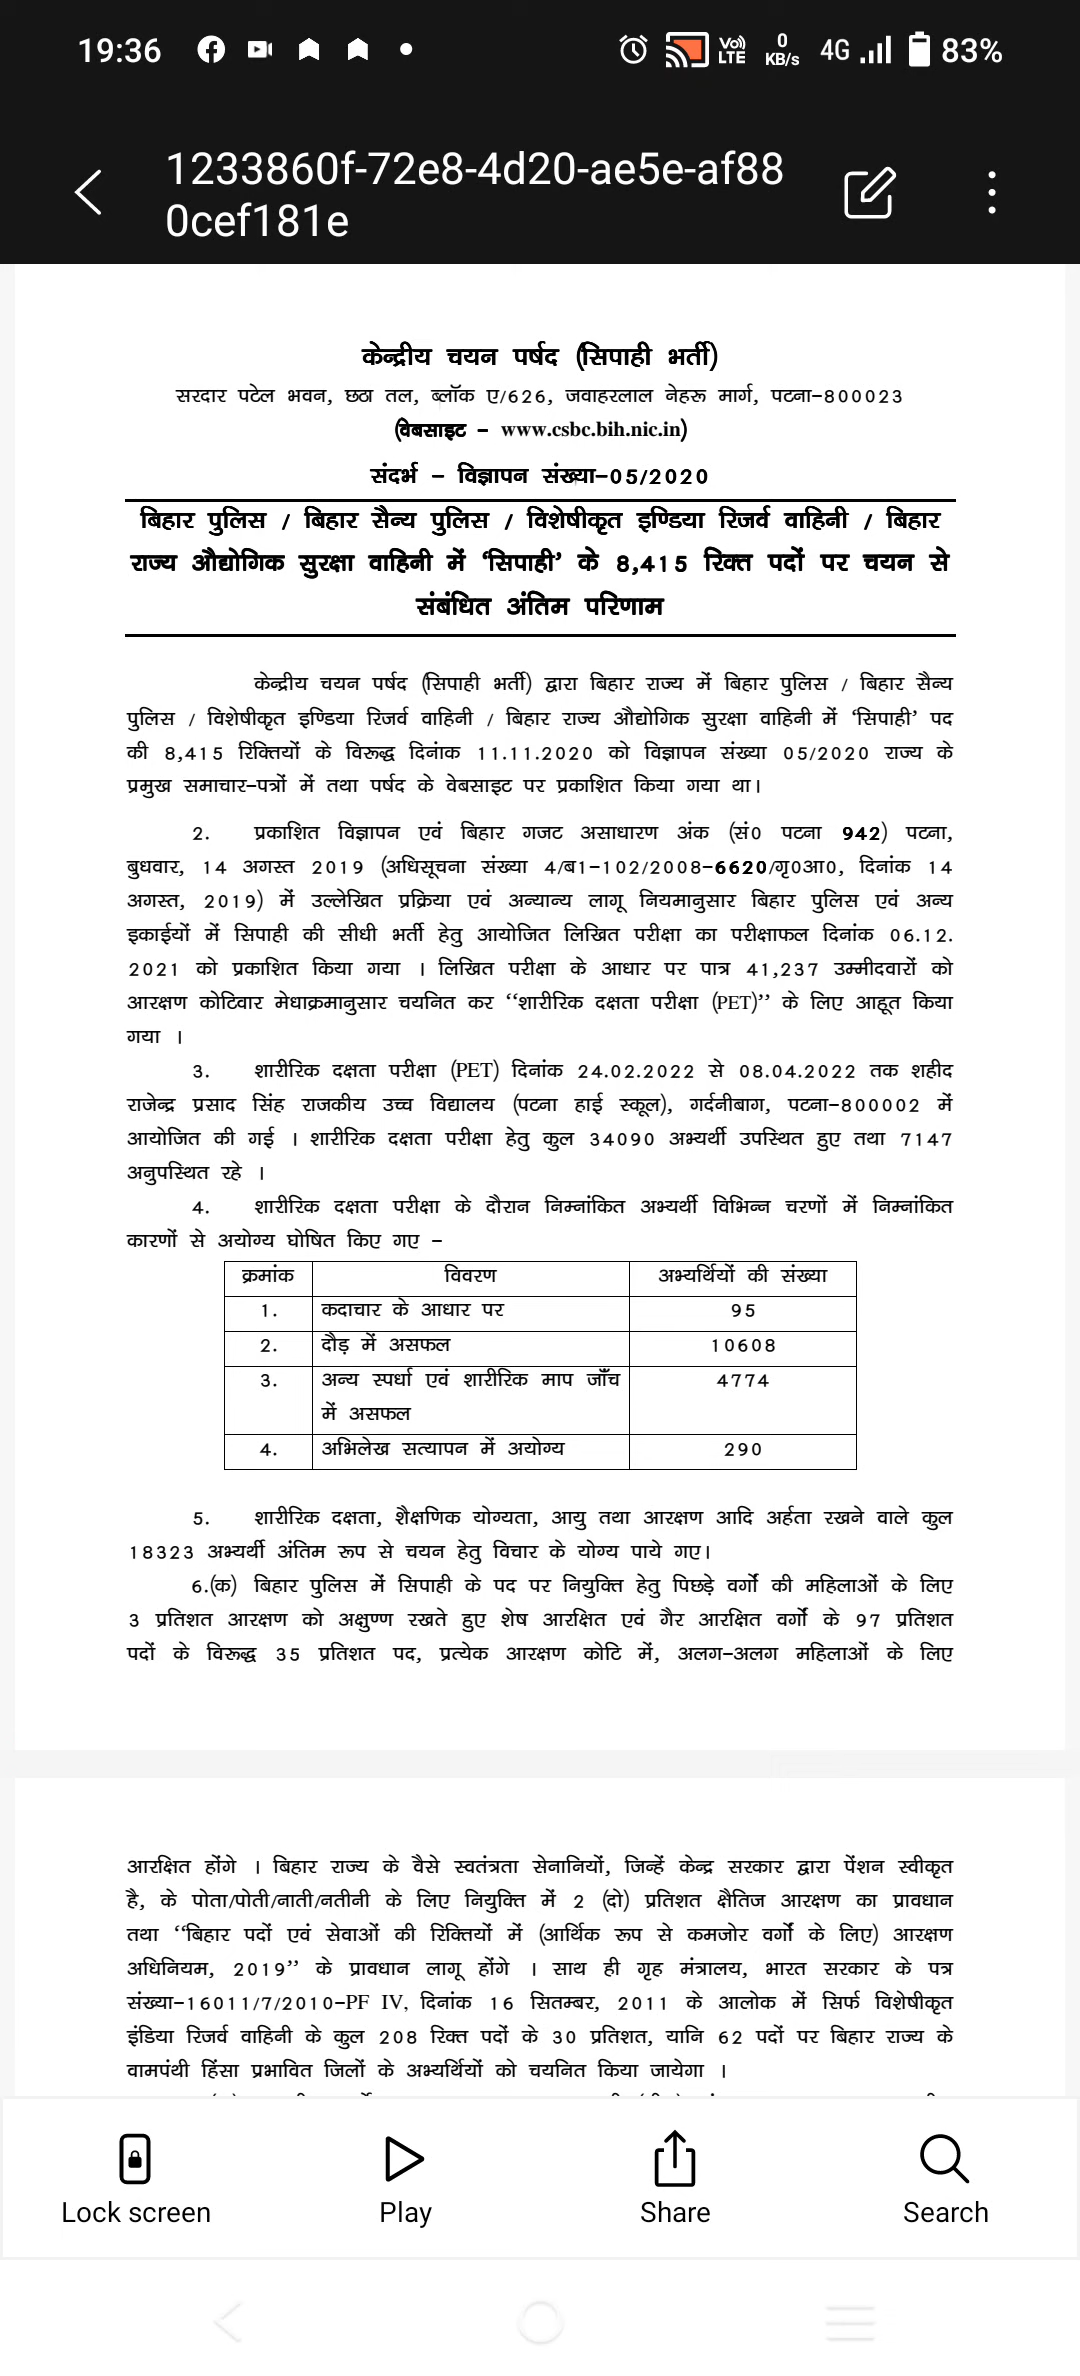 19:36
Vo) LTE 0 KB/s 4G 83%
1233860f-72e8-4d20-ae5e-af88
0cef181e
केन्द्रीय चयन पर्षद (सिपाही भर्ती)
सरदार पटेल भवन, छठा तल, ब्लॉक ए/626, जवाहरलाल नेहरू मार्ग, पटना–800023
(वेबसाइट – www.csbc.bih.nic.in)
संदर्भ – विज्ञापन संख्या–05/2020
बिहार पुलिस / बिहार सैन्य पुलिस / विशेषीकृत इण्डिया रिजर्व वाहिनी / बिहार
राज्य औद्योगिक सुरक्षा वाहिनी में ‘सिपाही’ के 8,415 रिक्त पदों पर चयन से
संबंधित अंतिम परिणाम
केन्द्रीय चयन पर्षद (सिपाही भर्ती) द्वारा बिहार राज्य में बिहार पुलिस / बिहार सैन्य
पुलिस / विशेषीकृत इण्डिया रिजर्व वाहिनी / बिहार राज्य औद्योगिक सुरक्षा वाहिनी में ‘सिपाही’ पद
की 8,415 रिक्तियों के विरूद्ध दिनांक 11.11.2020 को विज्ञापन संख्या 05/2020 राज्य के
प्रमुख समाचार–पत्रों में तथा पर्षद के वेबसाइट पर प्रकाशित किया गया था।
2. प्रकाशित विज्ञापन एवं बिहार गजट असाधारण अंक (सं0 पटना 942) पटना,
बुधवार, 14 अगस्त 2019 (अधिसूचना संख्या 4/ब1–102/2008–6620/गृ0आ0, दिनांक 14
अगस्त, 2019) में उल्लेखित प्रक्रिया एवं अन्यान्य लागू नियमानुसार बिहार पुलिस एवं अन्य
इकाईयों में सिपाही की सीधी भर्ती हेतु आयोजित लिखित परीक्षा का परीक्षाफल दिनांक 06.12.
2021 को प्रकाशित किया गया । लिखित परीक्षा के आधार पर पात्र 41,237 उम्मीदवारों को
आरक्षण कोटिवार मेधाक्रमानुसार चयनित कर ‘‘शारीरिक दक्षता परीक्षा (PET)’’ के लिए आहूत किया
गया ।
3. शारीरिक दक्षता परीक्षा (PET) दिनांक 24.02.2022 से 08.04.2022 तक शहीद
राजेन्द्र प्रसाद सिंह राजकीय उच्च विद्यालय (पटना हाई स्कूल), गर्दनीबाग, पटना–800002 में
आयोजित की गई । शारीरिक दक्षता परीक्षा हेतु कुल 34090 अभ्यर्थी उपस्थित हुए तथा 7147
अनुपस्थित रहे ।
4. शारीरिक दक्षता परीक्षा के दौरान निम्नांकित अभ्यर्थी विभिन्न चरणों में निम्नांकित
कारणों से अयोग्य घोषित किए गए –
क्रमांक विवरण अभ्यर्थियों की संख्या
1. कदाचार के आधार पर 95
2. दौड़ में असफल 10608
3. अन्य स्पर्धा एवं शारीरिक माप जाँच 4774
में असफल
4. अभिलेख सत्यापन में अयोग्य 290
5. शारीरिक दक्षता, शैक्षणिक योग्यता, आयु तथा आरक्षण आदि अर्हता रखने वाले कुल
18323 अभ्यर्थी अंतिम रूप से चयन हेतु विचार के योग्य पाये गए।
6.(क) बिहार पुलिस में सिपाही के पद पर नियुक्ति हेतु पिछड़े वर्गों की महिलाओं के लिए
3 प्रतिशत आरक्षण को अक्षुण्ण रखते हुए शेष आरक्षित एवं गैर आरक्षित वर्गों के 97 प्रतिशत
पदों के विरूद्ध 35 प्रतिशत पद, प्रत्येक आरक्षण कोटि में, अलग–अलग महिलाओं के लिए
आरक्षित होंगे । बिहार राज्य के वैसे स्वतंत्रता सेनानियों, जिन्हें केन्द्र सरकार द्वारा पेंशन स्वीकृत
है, के पोता/पोती/नाती/नतीनी के लिए नियुक्ति में 2 (दो) प्रतिशत क्षैतिज आरक्षण का प्रावधान
तथा ‘‘बिहार पदों एवं सेवाओं की रिक्तियों में (आर्थिक रूप से कमजोर वर्गों के लिए) आरक्षण
अधिनियम, 2019’’ के प्रावधान लागू होंगे । साथ ही गृह मंत्रालय, भारत सरकार के पत्र
संख्या–16011/7/2010–PF IV, दिनांक 16 सितम्बर, 2011 के आलोक में सिर्फ विशेषीकृत
इंडिया रिजर्व वाहिनी के कुल 208 रिक्त पदों के 30 प्रतिशत, यानि 62 पदों पर बिहार राज्य के
वामपंथी हिंसा प्रभावित जिलों के अभ्यर्थियों को चयनित किया जायेगा ।
Lock screen Play Share Search